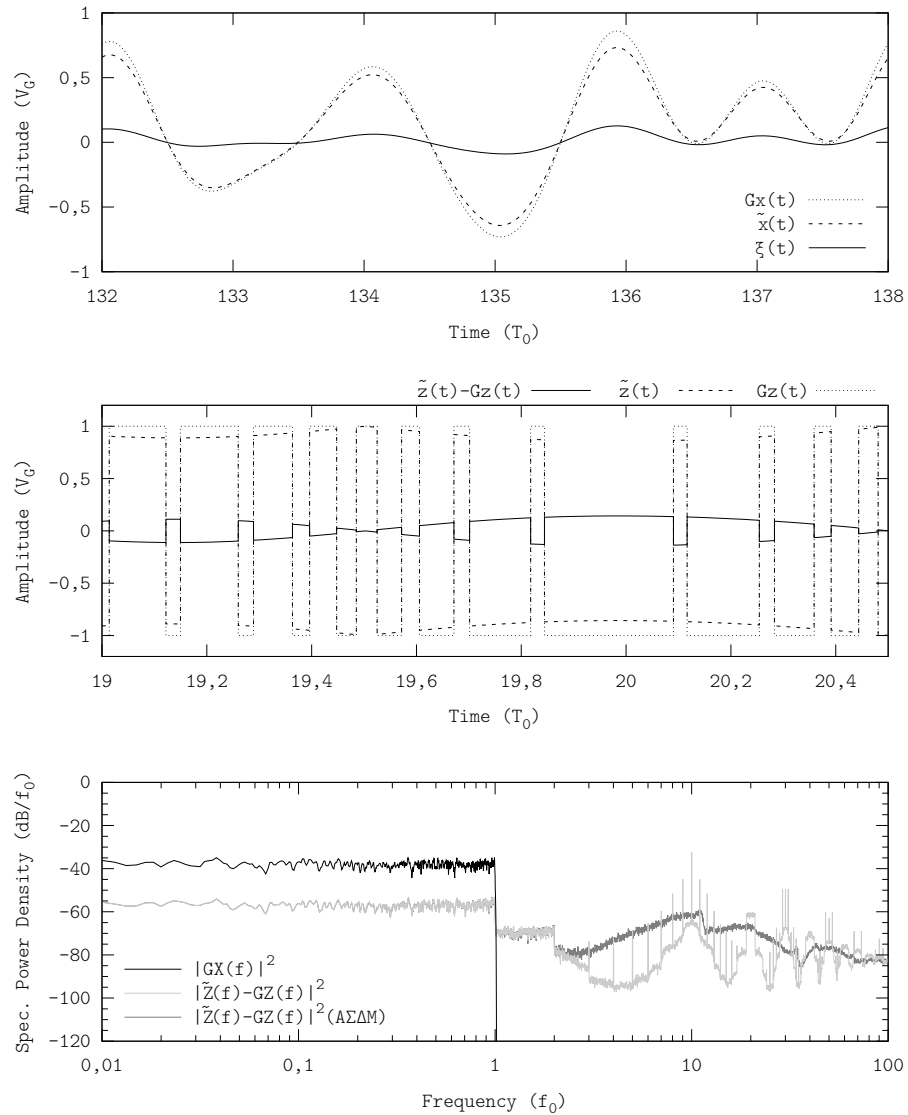 1
0,5
0
-0,5
-1
Amplitude (V_G)
Gx(t)
x̃(t)
ξ(t)
132 133 134 135 136 137 138
Time (T_0)
z̃(t)-Gz(t) z̃(t) Gz(t)
1
0,5
0
-0,5
-1
Amplitude (V_G)
19 19,2 19,4 19,6 19,8 20 20,2 20,4
Time (T_0)
0
-20
-40
-60
-80
-100
-120
Spec. Power Density (dB/f_0)
|GX(f)|^2
|Z̃(f)-GZ(f)|^2
|Z̃(f)-GZ(f)|^2(AΣΔM)
0,01 0,1 1 10 100
Frequency (f_0)